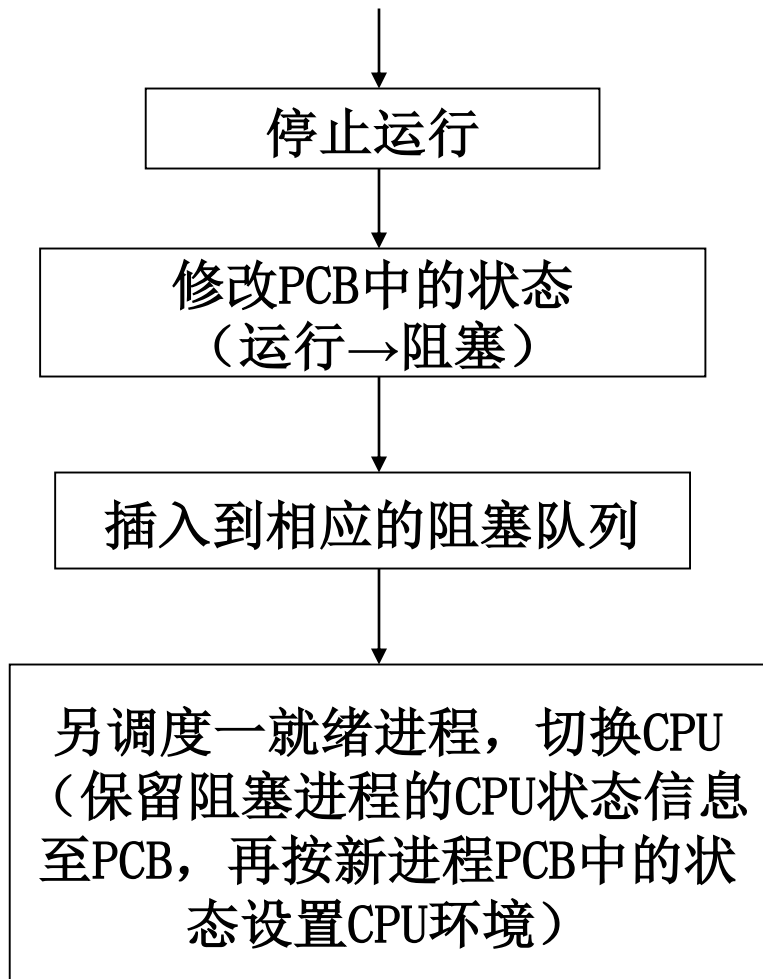 停止运行
修改PCB中的状态
（运行→阻塞）
插入到相应的阻塞队列
另调度一就绪进程，切换CPU
（保留阻塞进程的CPU状态信息
至PCB，再按新进程PCB中的状
态设置CPU环境）